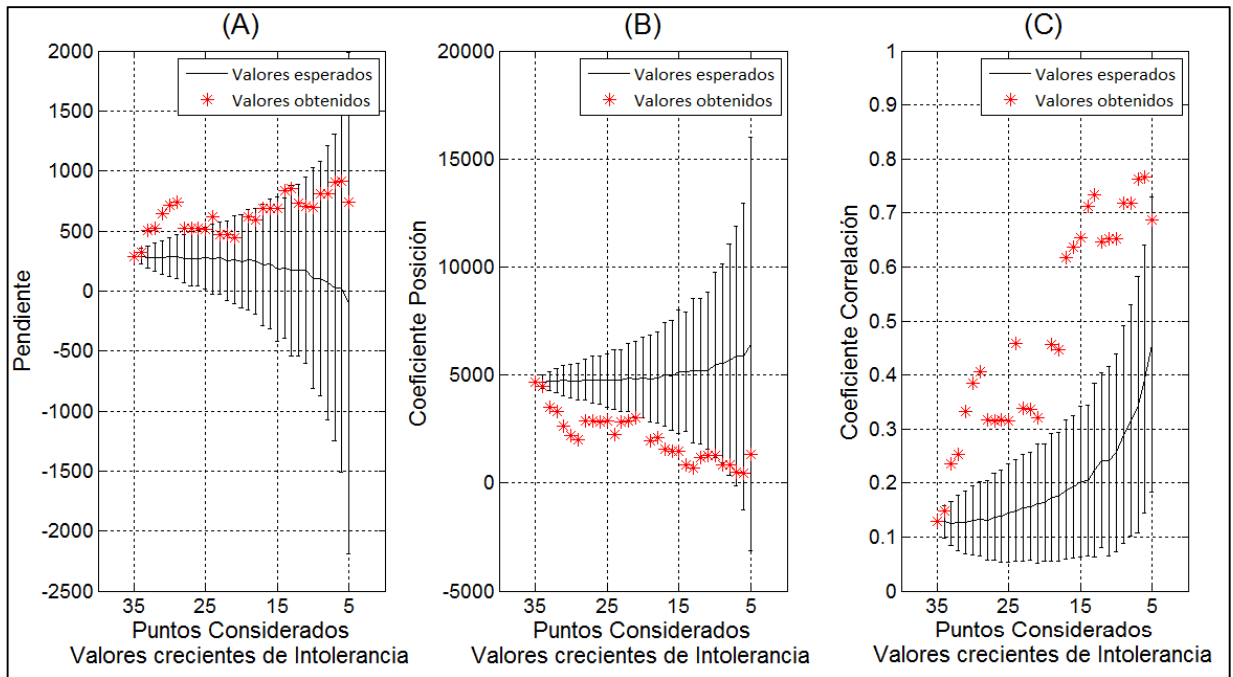 (A)
Valores esperados
Valores obtenidos
Pendiente
2000
1500
1000
500
0
-500
-1000
-1500
-2000
-2500
35
25
15
5
Puntos Considerados
Valores crecientes de Intolerancia
(B)
Valores esperados
Valores obtenidos
Coeficiente Posición
20000
15000
10000
5000
0
-5000
35
25
15
5
Puntos Considerados
Valores crecientes de Intolerancia
(C)
Valores esperados
Valores obtenidos
Coeficiente Correlación
1
0.9
0.8
0.7
0.6
0.5
0.4
0.3
0.2
0.1
0
35
25
15
5
Puntos Considerados
Valores crecientes de Intolerancia